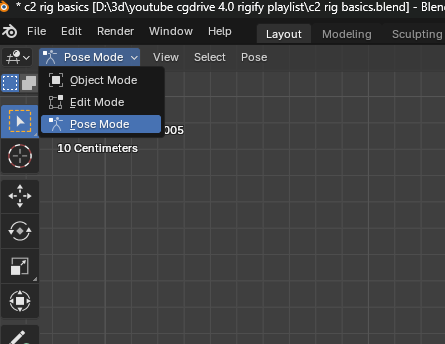 * c2 rig basics [D:\3d\youtube cgdrive 4.0 rigify playlist\c2 rig basics.blend] - Blen
File Edit Render Window Help Layout Modeling Sculpting
Pose Mode View Select Pose
Object Mode
Edit Mode
Pose Mode
005
10 Centimeters